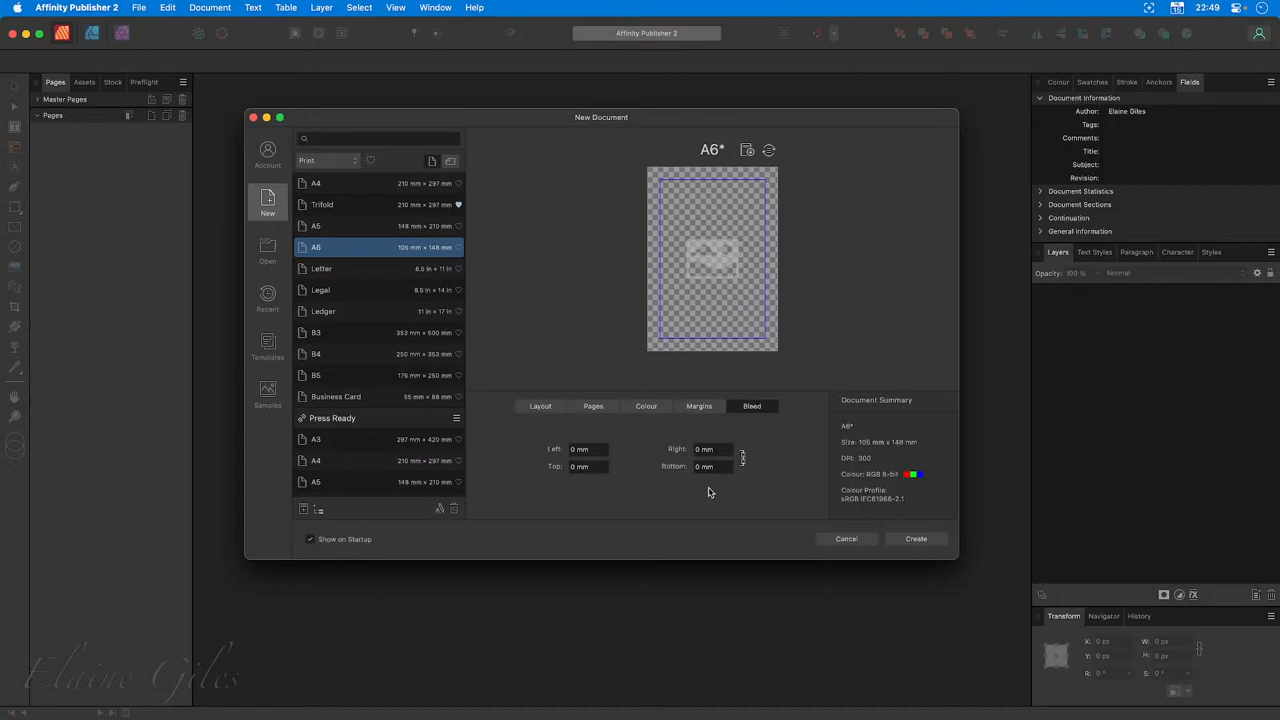 Affinity Publisher 2 File Edit Document Text Table Layer Select View Window Help 15 22:49
Affinity Publisher 2
Pages Assets Stock Preflight
Master Pages
Pages
Colour Swatches Stroke Anchors Fields
Document Information
Author: Elaine Giles
Tags:
Comments:
Title:
Subject:
Revision:
Document Statistics
Document Sections
Continuation
General Information
Layers Text Styles Paragraph Character Styles
Opacity: 100 % Normal
New Document
Account
New
Open
Recent
Templates
Samples
Print
A4 210 mm × 297 mm
Trifold 210 mm × 297 mm
A5 148 mm × 210 mm
A6 105 mm × 148 mm
Letter 8.5 in × 11 in
Legal 8.5 in × 14 in
Ledger 11 in × 17 in
B3 353 mm × 500 mm
B4 250 mm × 353 mm
B5 176 mm × 250 mm
Business Card 55 mm × 88 mm
Press Ready
A3 297 mm × 420 mm
A4 210 mm × 297 mm
A5 148 mm × 210 mm
Show on Startup
A6*
Layout Pages Colour Margins Bleed
Left: 0 mm Right: 0 mm
Top: 0 mm Bottom: 0 mm
Document Summary
A6*
Size: 105 mm × 148 mm
DPI: 300
Colour: RGB 8-bit
Colour Profile:
sRGB IEC61966-2.1
Cancel Create
Transform Navigator History
X: 0 px W: 0 px
Y: 0 px H: 0 px
R: 0 ° S: 0 °
Elaine Giles